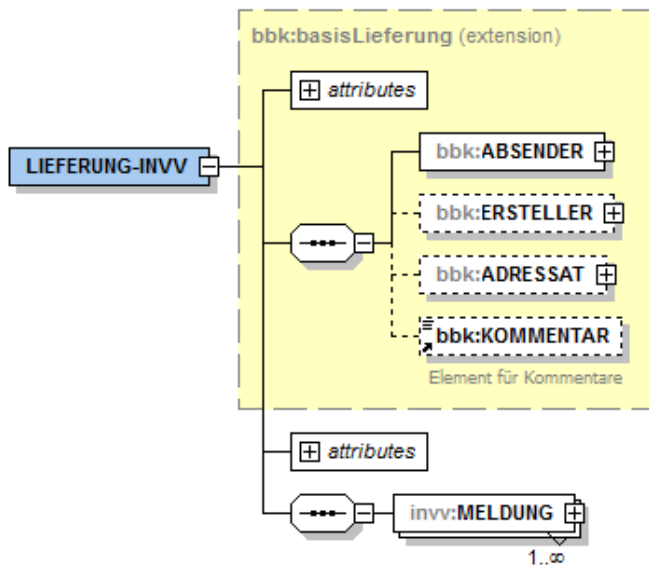 bbk:basisLieferung (extension)
attributes
LIEFERUNG-INVV
bbk:ABSENDER
bbk:ERSTELLER
bbk:ADRESSAT
bbk:KOMMENTAR
Element für Kommentare
attributes
invv:MELDUNG
1..∞